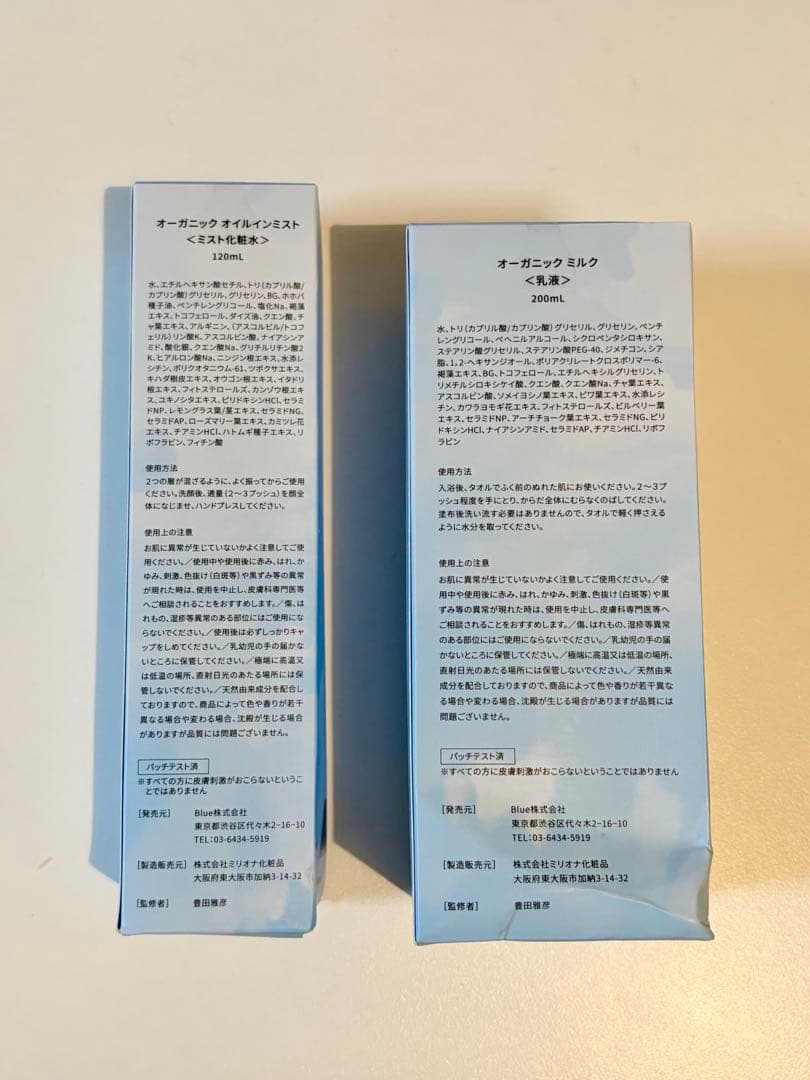 オーガニック オイルインミスト
＜ミスト化粧水＞
120mL
水、エチルヘキサン酸セチル、トリ（カプリル酸/
カプリン酸）グリセリル、グリセリン、BG、ホホバ
種子油、ペンチレングリコール、塩化Na、褐藻
エキス、トコフェロール、ダイズ油、クエン酸、チ
ャ葉エキス、アルギニン、（アスコルビル/トコフ
ェリル）リン酸K、アスコルビン酸、ナイアシンア
ミド、酸化銀、クエン酸Na、グリチルリチン酸2
K、ヒアルロン酸Na、ニンジン根エキス、水添レ
シチン、ポリクオタニウム-61、ツボクサエキス、
キハダ樹皮エキス、オウゴン根エキス、イタドリ
根エキス、フィトステロールズ、カンゾウ根エキ
ス、ユキノシタエキス、ピリドキシンHCl、セラミ
ドNP、レモングラス葉/茎エキス、セラミドNG、
セラミドAP、ローズマリー葉エキス、カミツレ花
エキス、チアミンHCl、ハトムギ種子エキス、リ
ボフラビン、フィチン酸
使用方法
2つの層が混ざるように、よく振ってからご使用
ください。洗顔後、適量（2〜3プッシュ）を顔全
体になじませ、ハンドプレスしてください。
使用上の注意
お肌に異常が生じていないかよく注意してご使
用ください。／使用中や使用後に赤み、はれ、か
ゆみ、刺激、色抜け（白斑等）や黒ずみ等の異常
が現れた時は、使用を中止し、皮膚科専門医等
へご相談されることをおすすめします。／傷、は
れもの、湿疹等異常のある部位にはご使用にな
らないでください。／使用後は必ずしっかりキャ
ップをしめてください。／乳幼児の手の届かな
いところに保管してください。／極端に高温又
は低温の場所、直射日光のあたる場所には保
管しないでください。／天然由来成分を配合し
ておりますので、商品によって色や香りが若干
異なる場合や変わる場合、沈殿が生じる場合
がありますが品質には問題ございません。
パッチテスト済
※すべての方に皮膚刺激がおこらないというこ
とではありません
［発売元］ Blue株式会社
東京都渋谷区代々木2-16-10
TEL:03-6434-5919
［製造販売元］ 株式会社ミリオナ化粧品
大阪府東大阪市加納3-14-32
［監修者］ 豊田雅彦
オーガニック ミルク
＜乳液＞
200mL
水、トリ（カプリル酸/カプリン酸）グリセリル、グリセリン、ペンチ
レングリコール、ベヘニルアルコール、シクロペンタシロキサン、
ステアリン酸グリセリル、ステアリン酸PEG-40、ジメチコン、シア
脂、1,2-ヘキサンジオール、ポリアクリレートクロスポリマー-6、
褐藻エキス、BG、トコフェロール、エチルヘキシルグリセリン、ト
リメチルシロキシケイ酸、クエン酸、クエン酸Na、チャ葉エキス、
アスコルビン酸、ソメイヨシノ葉エキス、ビワ葉エキス、水添レシ
チン、カワラヨモギ花エキス、フィトステロールズ、ビルベリー葉
エキス、セラミドNP、アーチチョーク葉エキス、セラミドNG、ピリ
ドキシンHCl、ナイアシンアミド、セラミドAP、チアミンHCl、リボフ
ラビン
使用方法
入浴後、タオルでふく前のぬれた肌にお使いください。2〜3プ
ッシュ程度を手にとり、からだ全体にむらなくのばしてください。
塗布後洗い流す必要はありませんので、タオルで軽く押さえる
ように水分を取ってください。
使用上の注意
お肌に異常が生じていないかよく注意してご使用ください。／使
用中や使用後に赤み、はれ、かゆみ、刺激、色抜け（白斑等）や黒
ずみ等の異常が現れた時は、使用を中止し、皮膚科専門医等へ
ご相談されることをおすすめします。／傷、はれもの、湿疹等異常
のある部位にはご使用にならないでください。／乳幼児の手の届
かないところに保管してください。／極端に高温又は低温の場所、
直射日光のあたる場所には保管しないでください。／天然由来
成分を配合しておりますので、商品によって色や香りが若干異な
る場合や変わる場合、沈殿が生じる場合がありますが品質には
問題ございません。
パッチテスト済
※すべての方に皮膚刺激がおこらないということではありません
［発売元］ Blue株式会社
東京都渋谷区代々木2-16-10
TEL:03-6434-5919
［製造販売元］ 株式会社ミリオナ化粧品
大阪府東大阪市加納3-14-32
［監修者］ 豊田雅彦